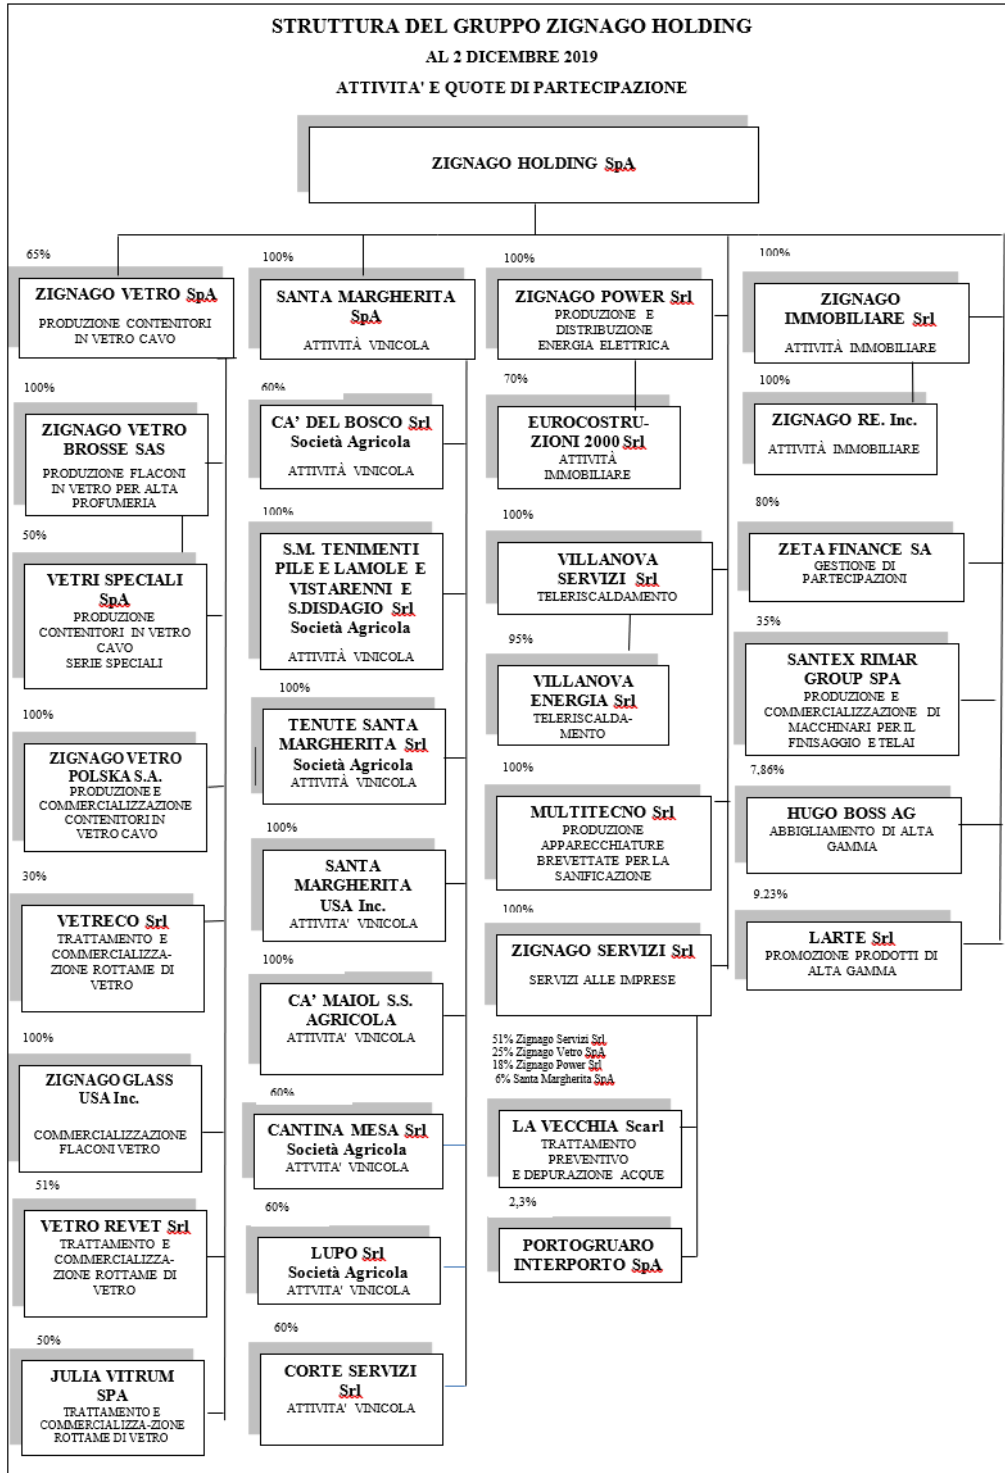 STRUTTURA DEL GRUPPO ZIGNAGO HOLDING
AL 2 DICEMBRE 2019
ATTIVITA' E QUOTE DI PARTECIPAZIONE
ZIGNAGO HOLDING SpA
65%
ZIGNAGO VETRO SpA
PRODUZIONE CONTENITORI
IN VETRO CAVO
100%
ZIGNAGO VETRO
BROSSE SAS
PRODUZIONE FLACONI
IN VETRO PER ALTA
PROFUMERIA
50%
VETRI SPECIALI
SpA
PRODUZIONE
CONTENITORI IN VETRO
CAVO
SERIE SPECIALI
100%
ZIGNAGO VETRO
POLSKA S.A.
PRODUZIONE E
COMMERCIALIZZAZIONE
CONTENITORI IN
VETRO CAVO
30%
VETRECO Srl
TRATTAMENTO E
COMMERCIALIZZA-
ZIONE ROTTAME DI
VETRO
100%
ZIGNAGO GLASS
USA Inc.
COMMERCIALIZZAZIONE
FLACONI VETRO
51%
VETRO REVET Srl
TRATTAMENTO E
COMMERCIALIZZA-
ZIONE ROTTAME DI
VETRO
50%
JULIA VITRUM
SPA
TRATTAMENTO E
COMMERCIALIZZA-ZIONE
ROTTAME DI VETRO
100%
SANTA MARGHERITA
SpA
ATTIVITÀ VINICOLA
60%
CA' DEL BOSCO Srl
Società Agricola
ATTIVITÀ VINICOLA
100%
S.M. TENIMENTI
PILE E LAMOLE E
VISTARENNI E
S.DISDAGIO Srl
Società Agricola
ATTIVITÀ VINICOLA
100%
TENUTE SANTA
MARGHERITA Srl
Società Agricola
ATTIVITÀ VINICOLA
100%
SANTA
MARGHERITA
USA Inc.
ATTIVITA' VINICOLA
100%
CA' MAIOL S.S.
AGRICOLA
ATTIVITA' VINICOLA
60%
CANTINA MESA Srl
Società Agricola
ATTVITA' VINICOLA
60%
LUPO Srl
Società Agricola
ATTVITA' VINICOLA
60%
CORTE SERVIZI
Srl
ATTIVITA' VINICOLA
100%
ZIGNAGO POWER Srl
PRODUZIONE E
DISTRIBUZIONE
ENERGIA ELETTRICA
70%
EUROCOSTRU-
ZIONI 2000 Srl
ATTIVITÀ
IMMOBILIARE
100%
VILLANOVA
SERVIZI Srl
TELERISCALDAMENTO
95%
VILLANOVA
ENERGIA Srl
TELERISCALDA-
MENTO
100%
MULTITECNO Srl
PRODUZIONE
APPARECCHIATURE
BREVETTATE PER LA
SANIFICAZIONE
100%
ZIGNAGO SERVIZI Srl
SERVIZI ALLE IMPRESE
51% Zignago Servizi Srl
25% Zignago Vetro SpA
18% Zignago Power Srl
6% Santa Margherita SpA
LA VECCHIA Scarl
TRATTAMENTO
PREVENTIVO
E DEPURAZIONE ACQUE
2,3%
PORTOGRUARO
INTERPORTO SpA
100%
ZIGNAGO
IMMOBILIARE Srl
ATTIVITÀ IMMOBILIARE
100%
ZIGNAGO RE. Inc.
ATTIVITÀ IMMOBILIARE
80%
ZETA FINANCE SA
GESTIONE DI
PARTECIPAZIONI
35%
SANTEX RIMAR
GROUP SPA
PRODUZIONE E
COMMERCIALIZZAZIONE DI
MACCHINARI PER IL
FINISAGGIO E TELAI
7,86%
HUGO BOSS AG
ABBIGLIAMENTO DI ALTA
GAMMA
9.23%
LARTE Srl
PROMOZIONE PRODOTTI DI
ALTA GAMMA